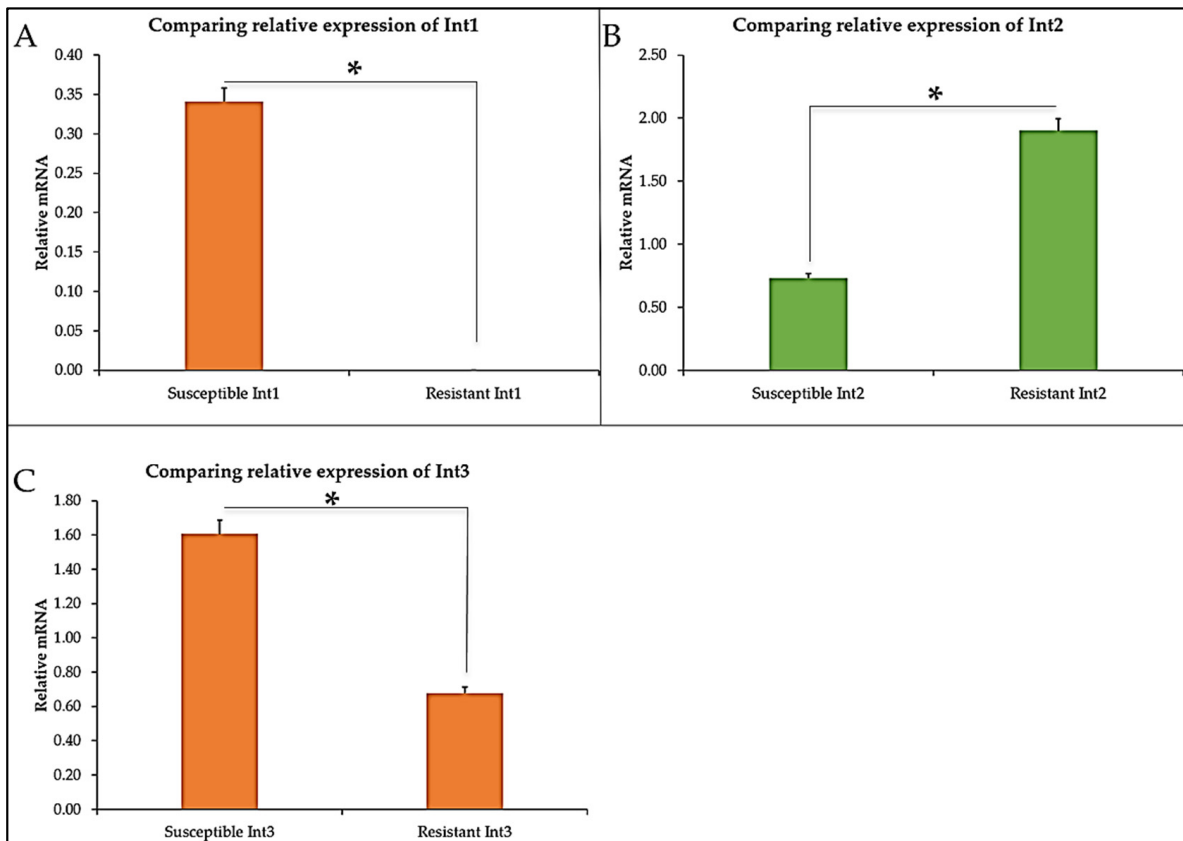 A
Comparing relative expression of Int1
*
0.40
0.35
0.30
0.25
0.20
0.15
0.10
0.05
0.00
Relative mRNA
Susceptible Int1
Resistant Int1
B
Comparing relative expression of Int2
*
2.50
2.00
1.50
1.00
0.50
0.00
Relative mRNA
Susceptible Int2
Resistant Int2
C
Comparing relative expression of Int3
*
1.80
1.60
1.40
1.20
1.00
0.80
0.60
0.40
0.20
0.00
Relative mRNA
Susceptible Int3
Resistant Int3